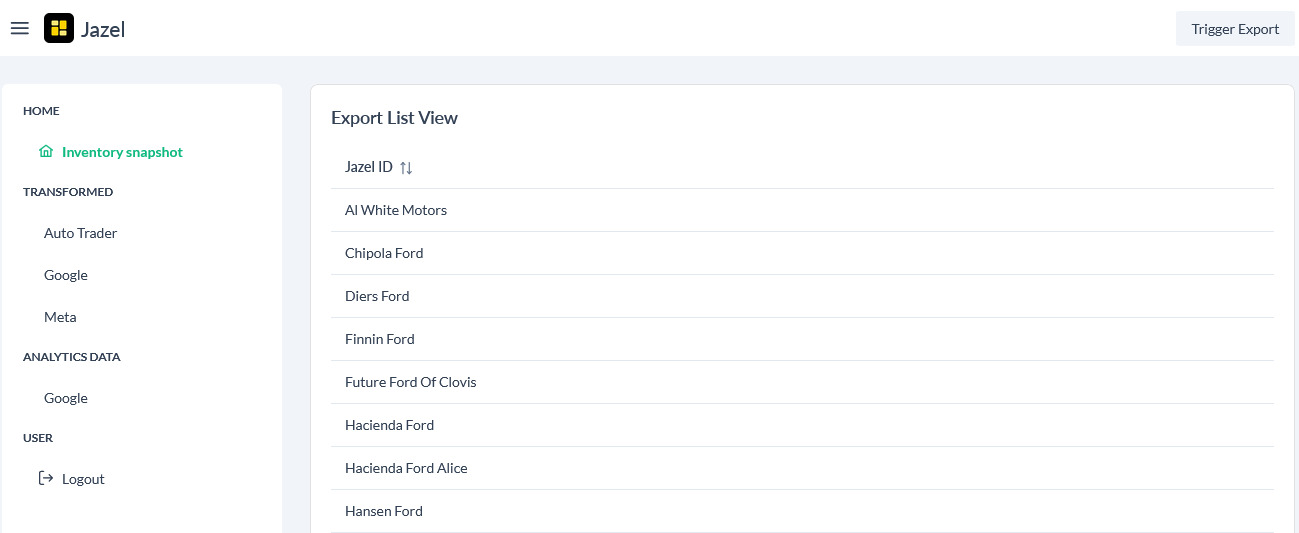 Jazel
Trigger Export
HOME
Inventory snapshot
TRANSFORMED
Auto Trader
Google
Meta
ANALYTICS DATA
Google
USER
Logout
Export List View
Jazel ID
Al White Motors
Chipola Ford
Diers Ford
Finnin Ford
Future Ford Of Clovis
Hacienda Ford
Hacienda Ford Alice
Hansen Ford